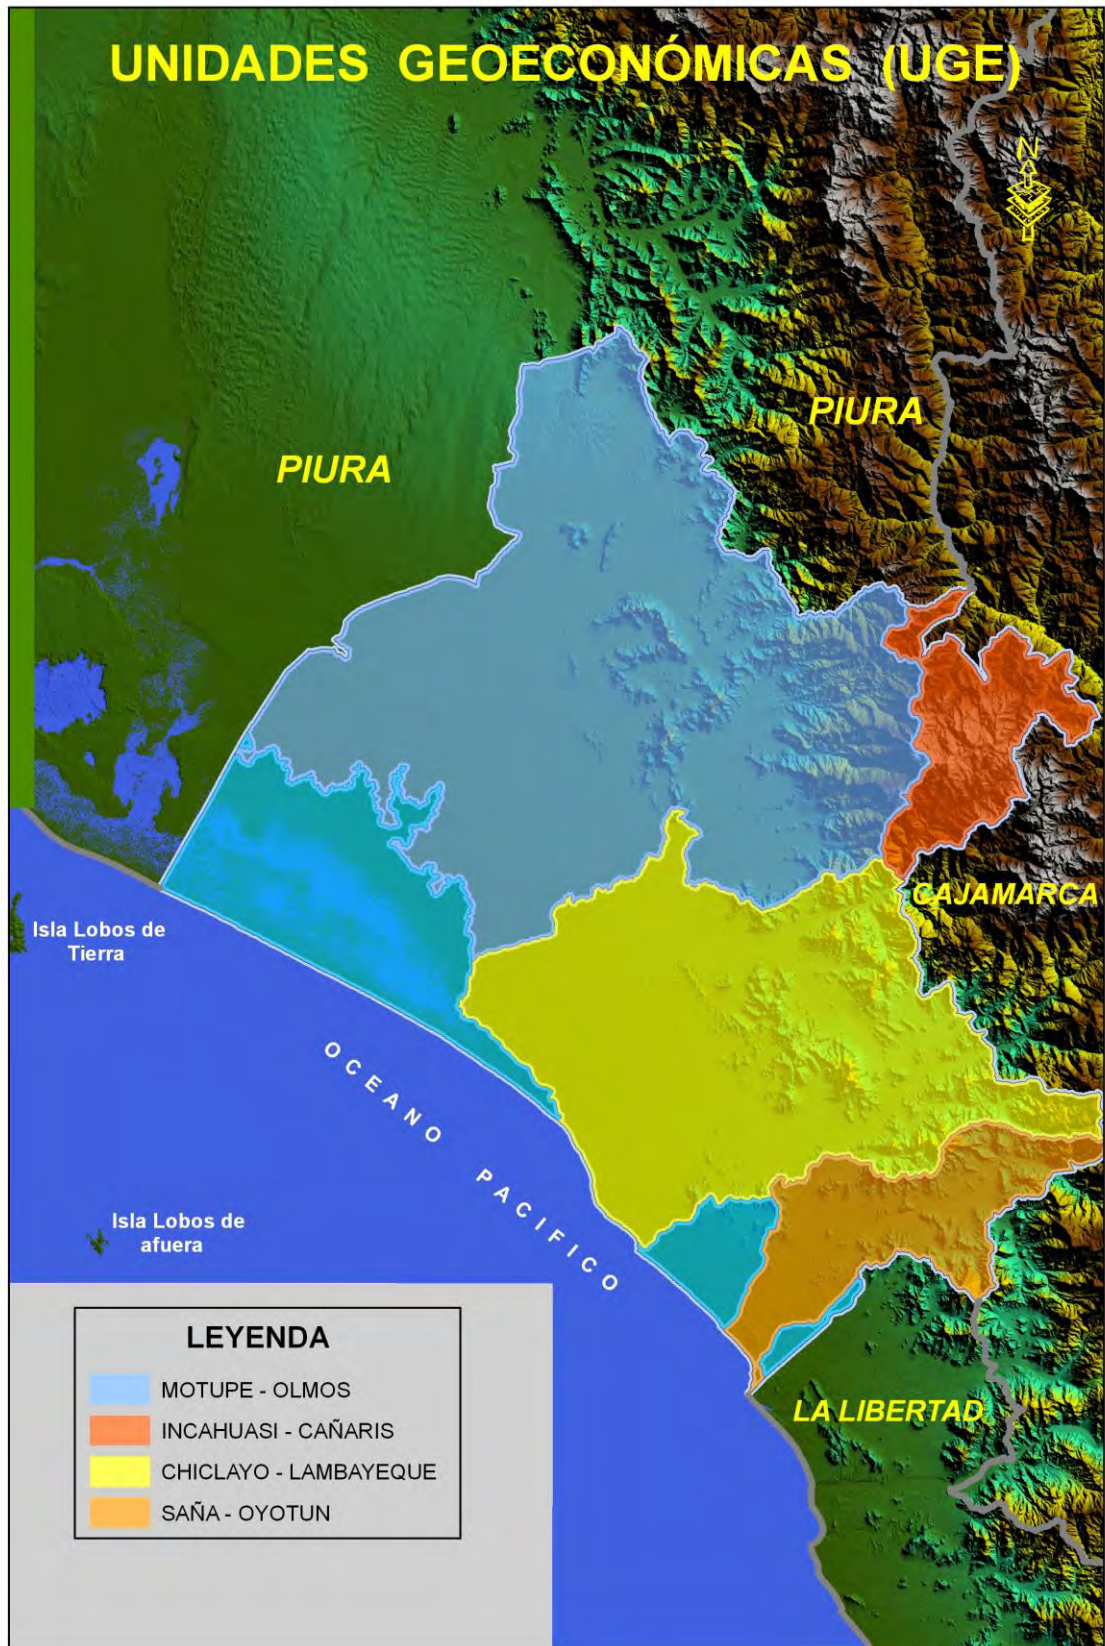 UNIDADES GEOECONÓMICAS (UGE)
N
PIURA
PIURA
CAJAMARCA
Isla Lobos de
Tierra
OCEANO PACIFICO
Isla Lobos de
afuera
LA LIBERTAD
LEYENDA
MOTUPE - OLMOS
INCAHUASI - CAÑARIS
CHICLAYO - LAMBAYEQUE
SAÑA - OYOTUN